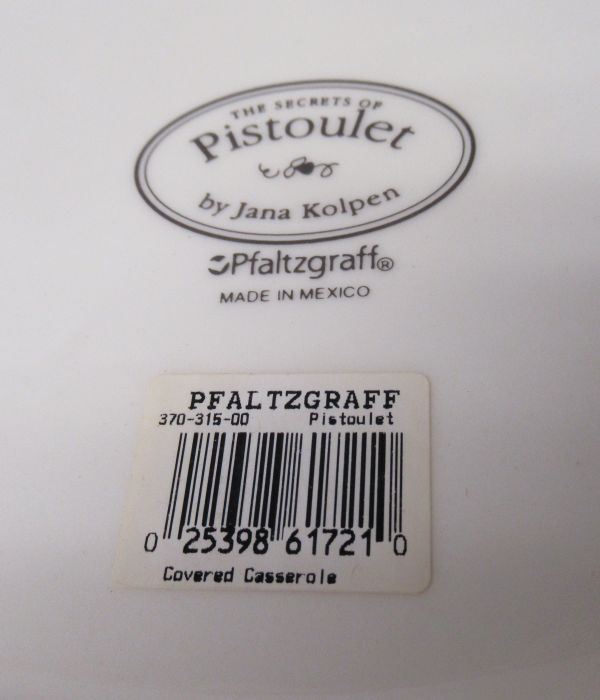 THE SECRETS OF
Pistoulet
by Jana Kolpen
Pfaltzgraff®
MADE IN MEXICO
PFALTZGRAFF
370-315-00 Pistoulet
0 25398 61721 0
Covered Casserole